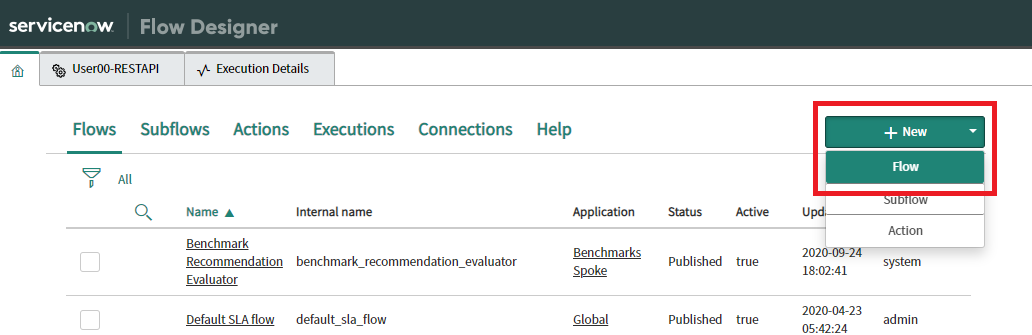 servicenow. Flow Designer
User00-RESTAPI Execution Details
Flows Subflows Actions Executions Connections Help
+ New
Flow
All
Subflow
Name ▲ Internal name Application Status Active
Action
Benchmark Recommendation Evaluator benchmark_recommendation_evaluator Benchmarks Spoke Published true 2020-09-24 18:02:41 system
Default SLA flow default_sla_flow Global Published true 2020-04-23 05:42:24 admin